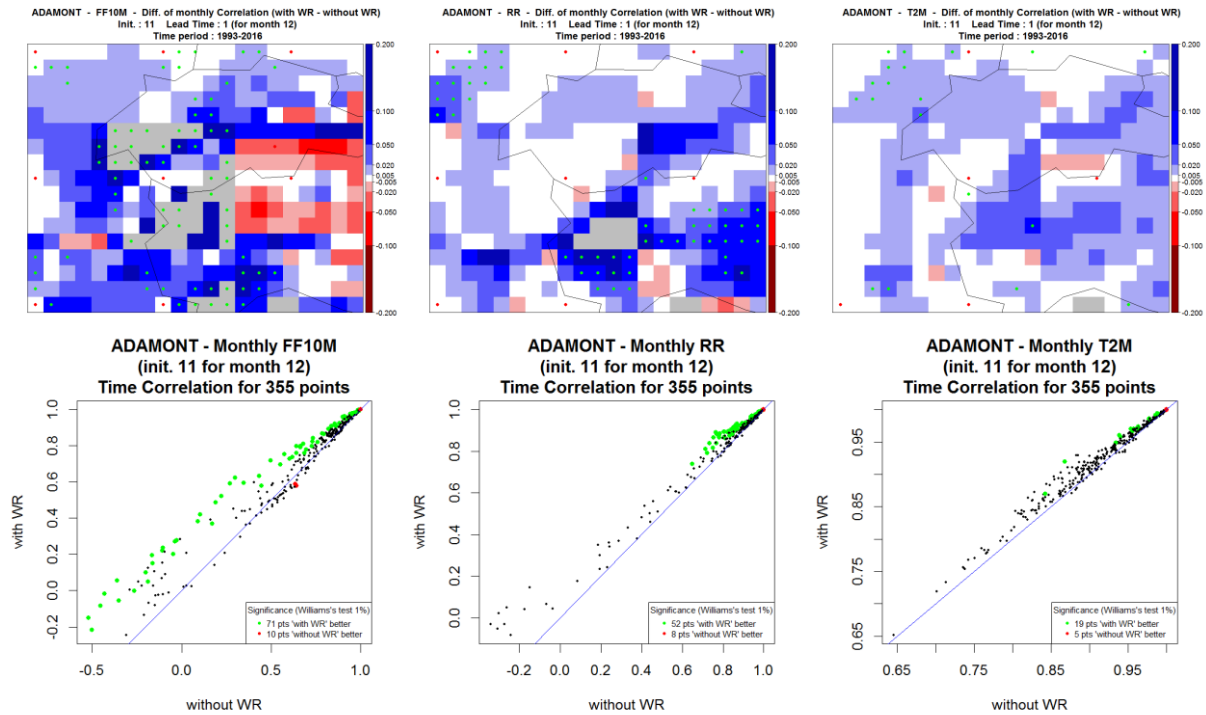 ADAMONT - FF10M - Diff. of monthly Correlation (with WR - without WR)
Init. : 11 Lead Time : 1 (for month 12)
Time period : 1993-2016
0.200
0.100
0.050
0.020
0.005
-0.005
-0.020
-0.050
-0.100
-0.200
ADAMONT - RR - Diff. of monthly Correlation (with WR - without WR)
Init. : 11 Lead Time : 1 (for month 12)
Time period : 1993-2016
0.200
0.100
0.050
0.020
0.005
-0.005
-0.020
-0.050
-0.100
-0.200
ADAMONT - T2M - Diff. of monthly Correlation (with WR - without WR)
Init. : 11 Lead Time : 1 (for month 12)
Time period : 1993-2016
0.200
0.100
0.050
0.020
0.005
-0.005
-0.020
-0.050
-0.100
-0.200
ADAMONT - Monthly FF10M
(init. 11 for month 12)
Time Correlation for 355 points
with WR
1.0
0.8
0.6
0.4
0.2
0.0
-0.2
Significance (Williams's test 1%)
71 pts 'with WR' better
10 pts 'without WR' better
-0.5 0.0 0.5 1.0
without WR
ADAMONT - Monthly RR
(init. 11 for month 12)
Time Correlation for 355 points
with WR
1.0
0.8
0.6
0.4
0.2
0.0
Significance (Williams's test 1%)
52 pts 'with WR' better
8 pts 'without WR' better
-0.2 0.0 0.2 0.4 0.6 0.8 1.0
without WR
ADAMONT - Monthly T2M
(init. 11 for month 12)
Time Correlation for 355 points
with WR
0.95
0.85
0.75
0.65
Significance (Williams's test 1%)
19 pts 'with WR' better
5 pts 'without WR' better
0.65 0.75 0.85 0.95
without WR